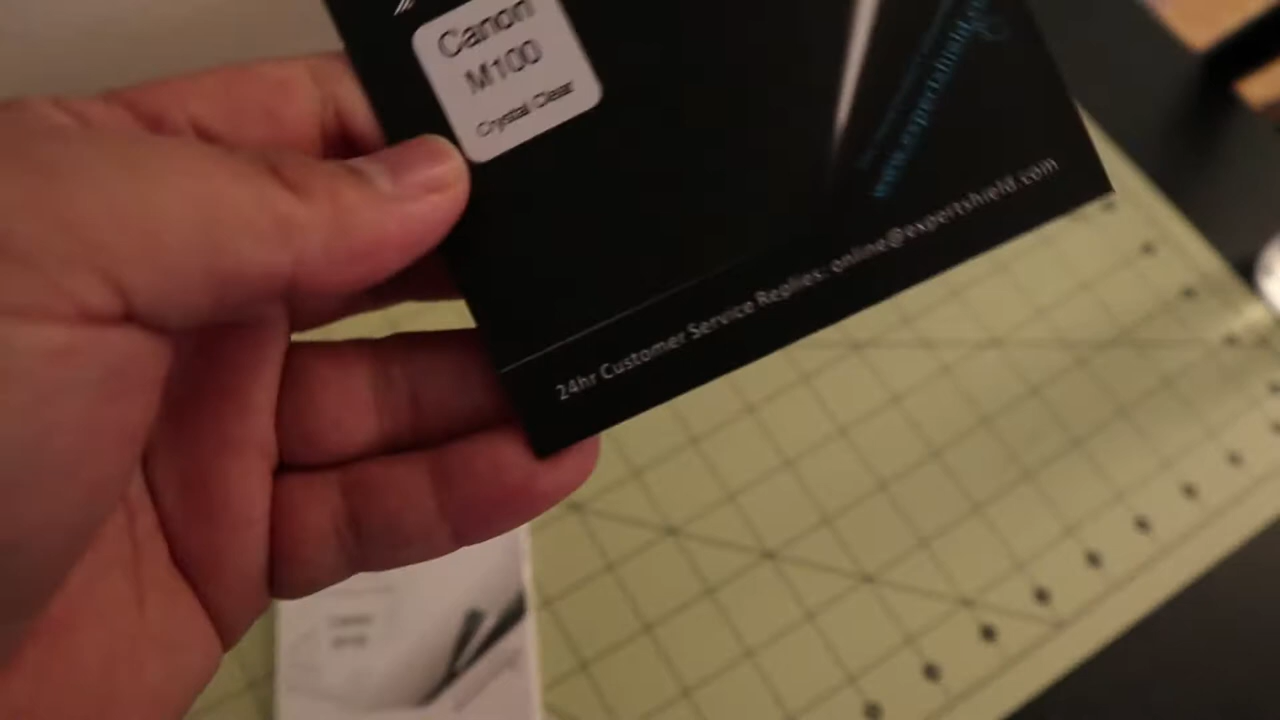 Canon
M100
Crystal Clear
www.expertshield.com
24hr Customer Service Replies: online@expertshield.com